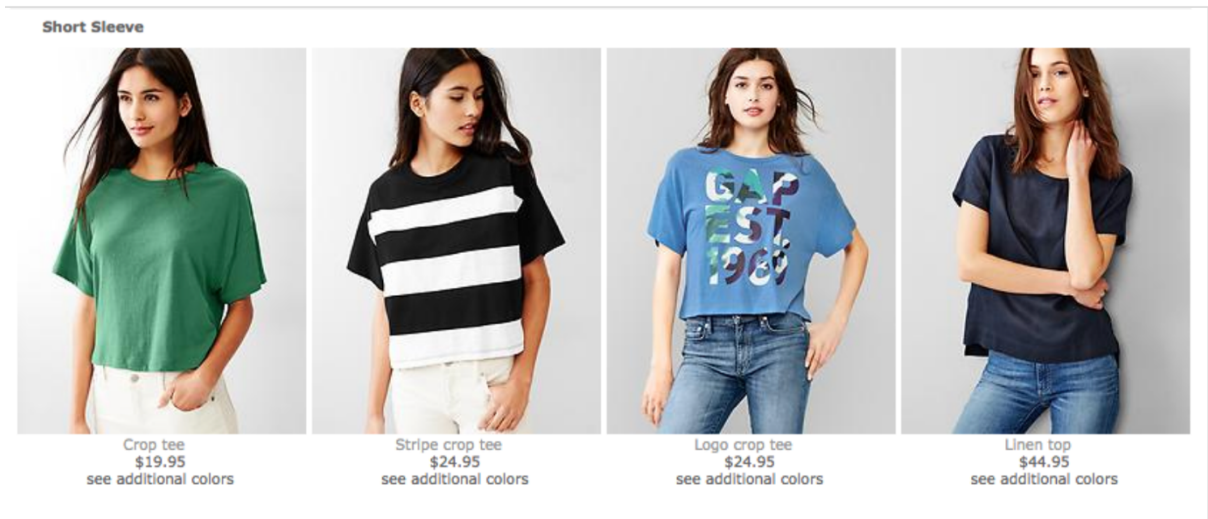 Short Sleeve
GAP
EST.
1969
Crop tee
$19.95
see additional colors
Stripe crop tee
$24.95
see additional colors
Logo crop tee
$24.95
see additional colors
Linen top
$44.95
see additional colors